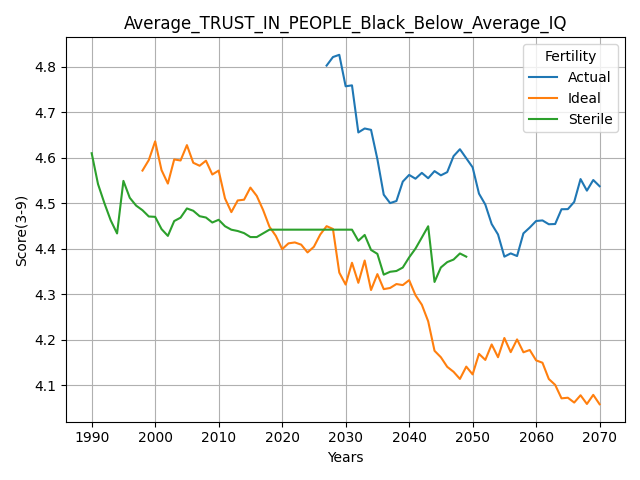 Average_TRUST_IN_PEOPLE_Black_Below_Average_IQ
Fertility
Actual
Ideal
Sterile
Score(3-9)
4.8
4.7
4.6
4.5
4.4
4.3
4.2
4.1
1990 2000 2010 2020 2030 2040 2050 2060 2070
Years